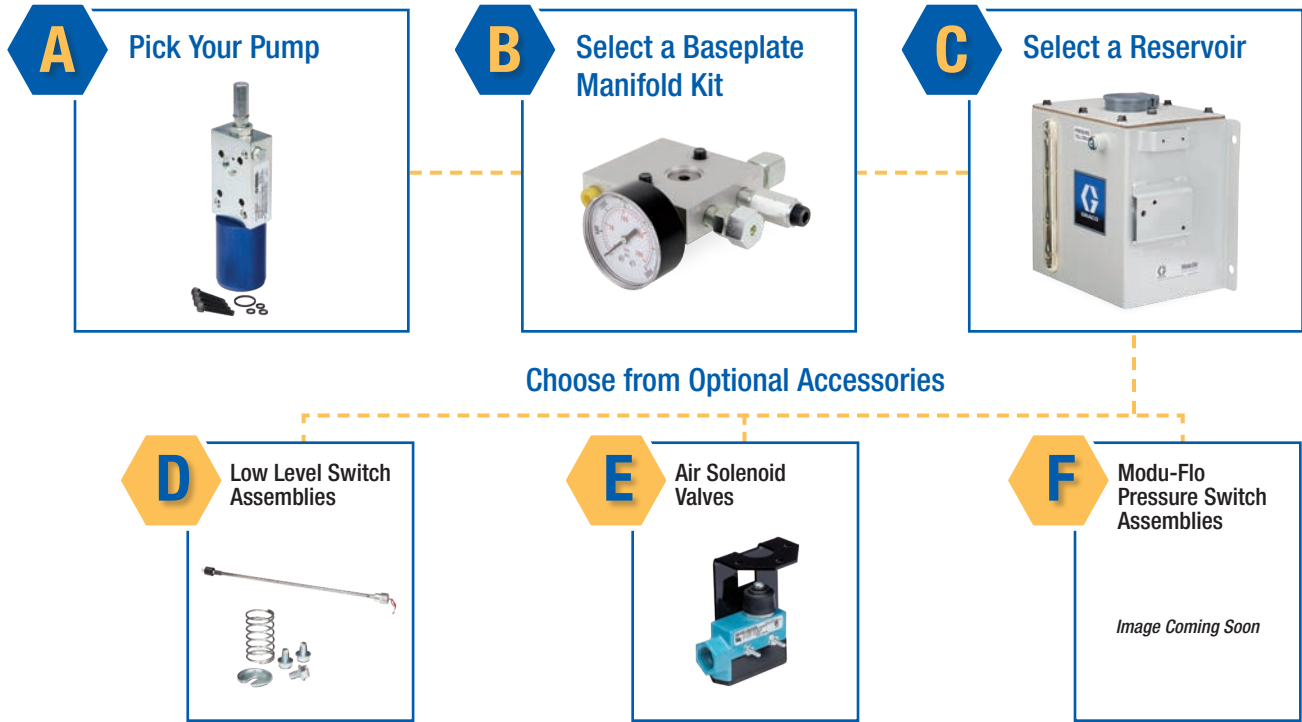 A
Pick Your Pump
B
Select a Baseplate
Manifold Kit
C
Select a Reservoir
GRACO
Choose from Optional Accessories
D
Low Level Switch
Assemblies
E
Air Solenoid
Valves
F
Modu-Flo
Pressure Switch
Assemblies
Image Coming Soon